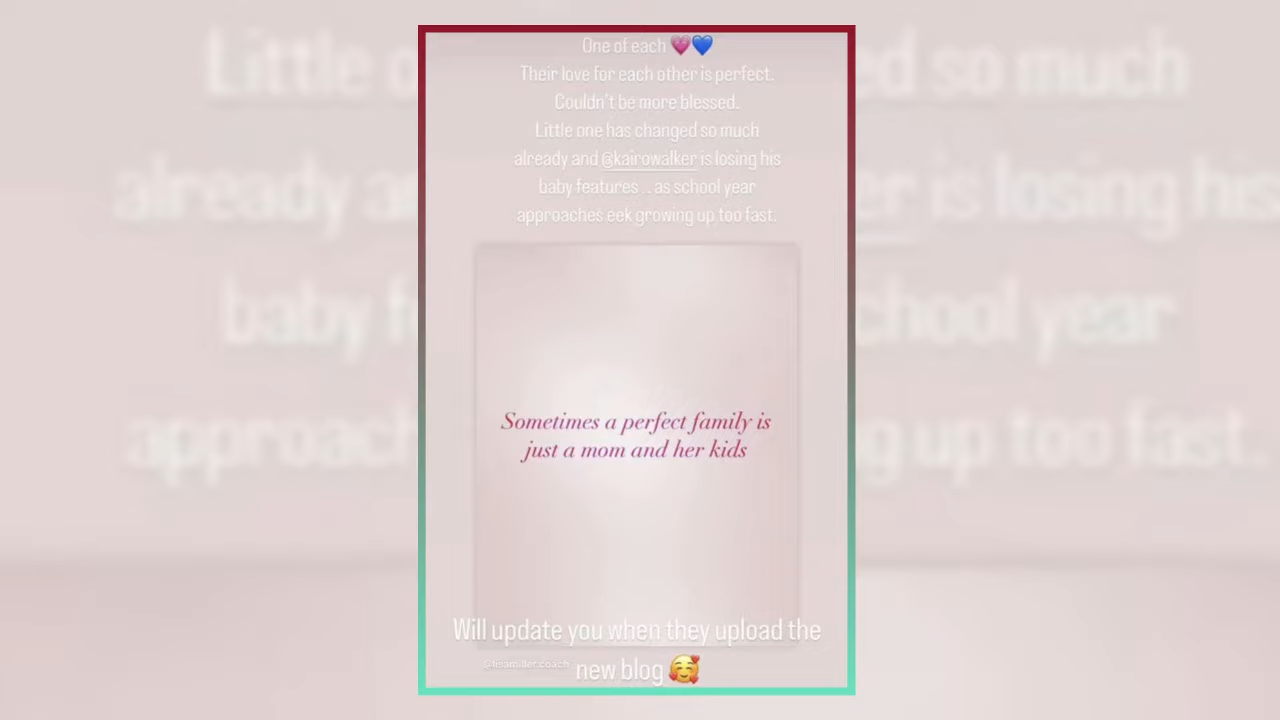 One of each 💗💙
Their love for each other is perfect.
Couldn't be more blessed.
Little one has changed so much
already and @kairowalker is losing his
baby features .. as school year
approaches eek growing up too fast.
Sometimes a perfect family is
just a mom and her kids
Will update you when they upload the
@lisamiller.coach
new blog 🥰